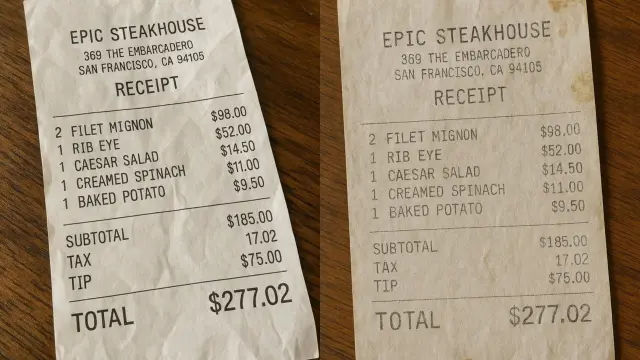 EPIC STEAKHOUSE
369 THE EMBARCADERO
SAN FRANCISCO, CA 94105
RECEIPT
2 FILET MIGNON $98.00
1 RIB EYE $52.00
1 CAESAR SALAD $14.50
1 CREAMED SPINACH $11.00
1 BAKED POTATO $9.50
SUBTOTAL $185.00
TAX 17.02
TIP $75.00
TOTAL $277.02
EPIC STEAKHOUSE
369 THE EMBARCADERO
SAN FRANCISCO, CA 94105
RECEIPT
2 FILET MIGNON $98.00
1 RIB EYE $52.00
1 CAESAR SALAD $14.50
1 CREAMED SPINACH $11.00
1 BAKED POTATO $9.50
SUBTOTAL $185.00
TAX 17.02
TIP $75.00
TOTAL $277.02